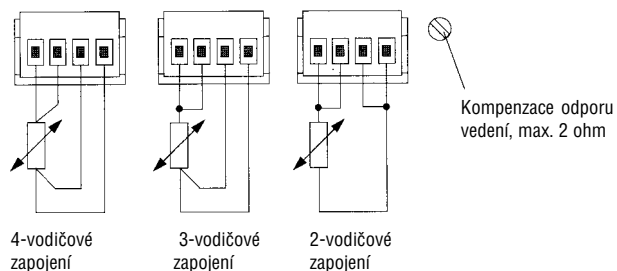 Kompenzace odporu
vedení, max. 2 ohm
4-vodičové
zapojení
3-vodičové
zapojení
2-vodičové
zapojení